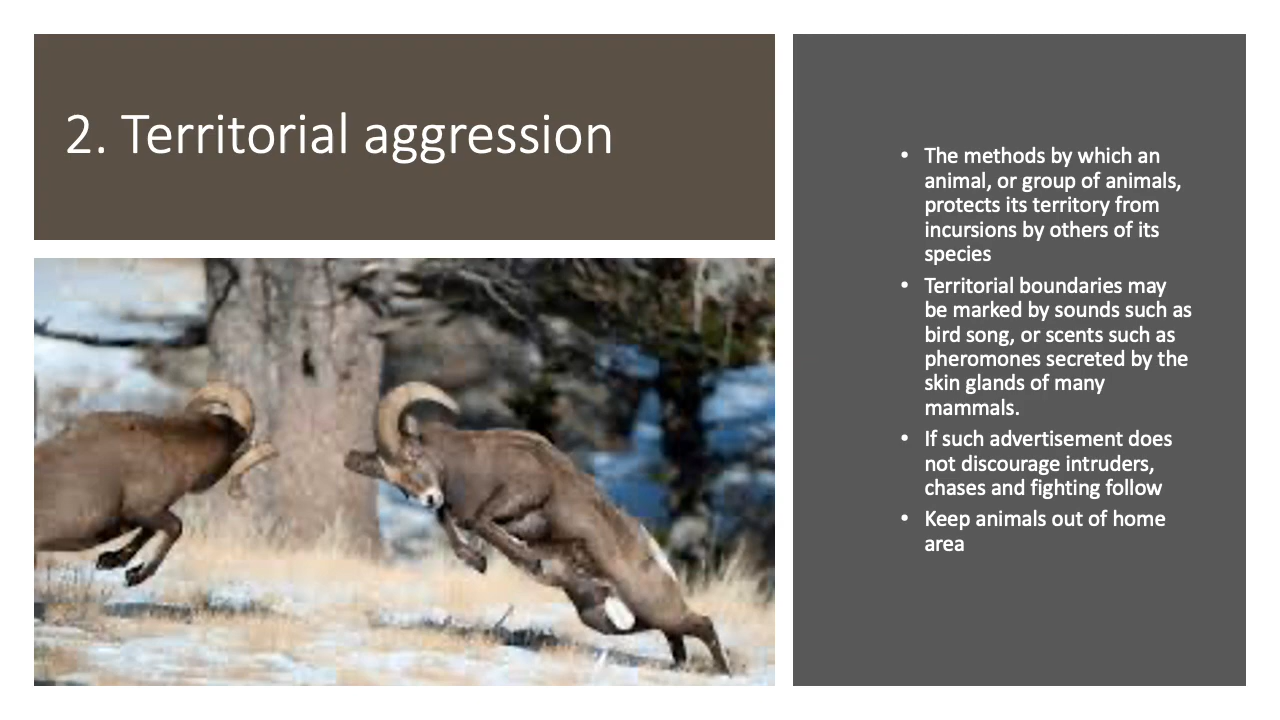 2. Territorial aggression
• The methods by which an
animal, or group of animals,
protects its territory from
incursions by others of its
species
• Territorial boundaries may
be marked by sounds such as
bird song, or scents such as
pheromones secreted by the
skin glands of many
mammals.
• If such advertisement does
not discourage intruders,
chases and fighting follow
• Keep animals out of home
area